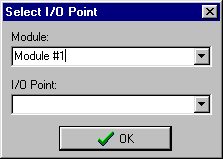 Select I/O Point
Module:
Module #1
I/O Point:
OK